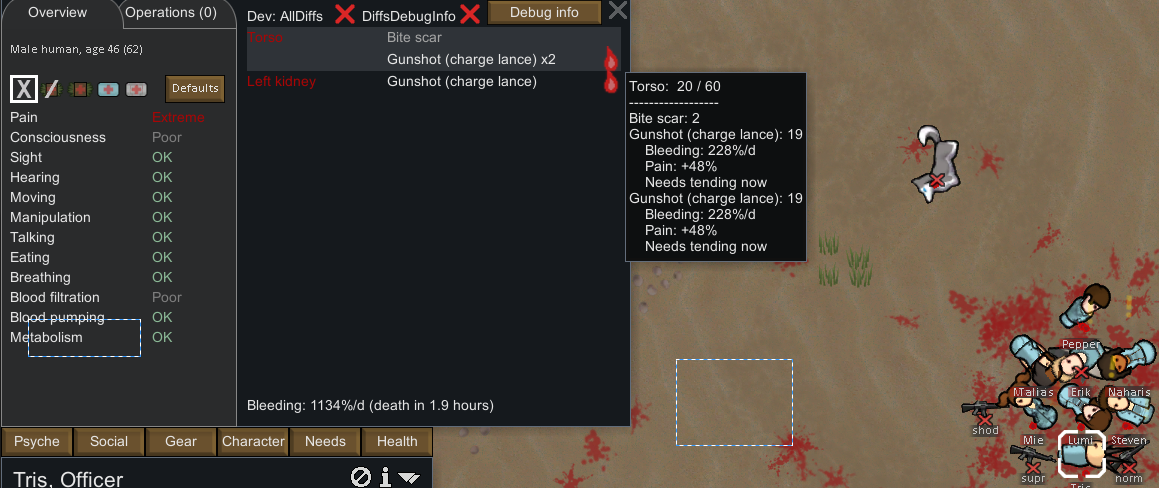 Overview
Operations (0)
Male human, age 46 (62)
Defaults
Pain Extreme
Consciousness Poor
Sight OK
Hearing OK
Moving OK
Manipulation OK
Talking OK
Eating OK
Breathing OK
Blood filtration Poor
Blood pumping OK
Metabolism OK
Dev: AllDiffs
DiffsDebugInfo
Debug info
Torso Bite scar
Gunshot (charge lance) x2
Left kidney Gunshot (charge lance)
Bleeding: 1134%/d (death in 1.9 hours)
Torso: 20 / 60
-------------------
Bite scar: 2
Gunshot (charge lance): 19
Bleeding: 228%/d
Pain: +48%
Needs tending now
Gunshot (charge lance): 19
Bleeding: 228%/d
Pain: +48%
Needs tending now
Psyche Social Gear Character Needs Health
Tris, Officer
Pepper
Malias Erik Naharis
shod
Mie Lumi Steven
supr norm
Tris